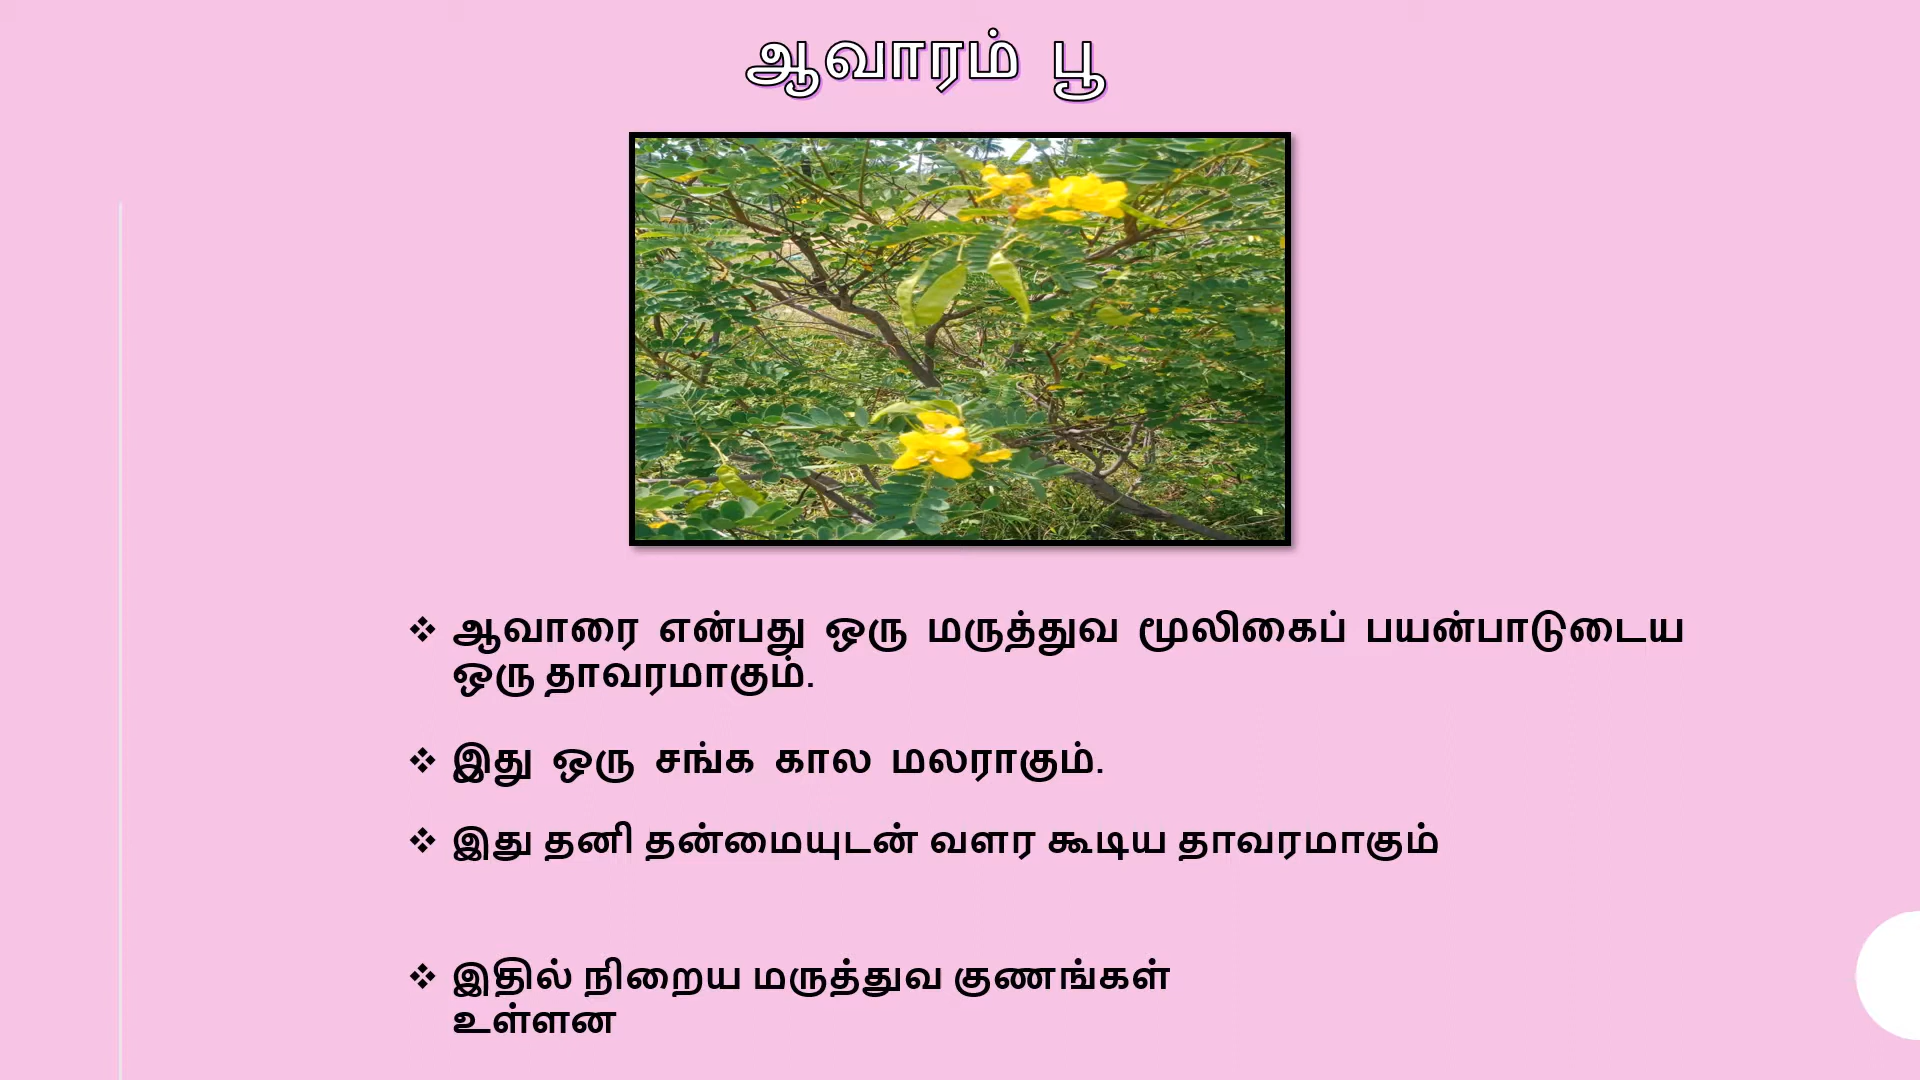 ஆவாரம் பூ
❖ ஆவாரை என்பது ஒரு மருத்துவ மூலிகைப் பயன்பாடுடைய
ஒரு தாவரமாகும்.
❖ இது ஒரு சங்க கால மலராகும்.
❖ இது தனி தன்மையுடன் வளர கூடிய தாவரமாகும்
❖ இதில் நிறைய மருத்துவ குணங்கள்
உள்ளன